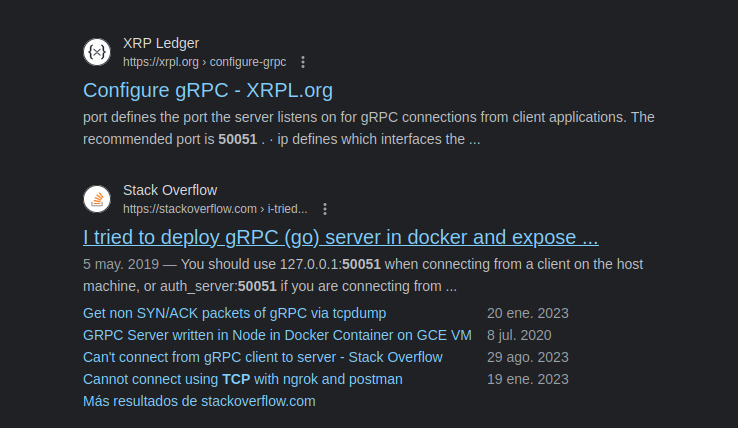 XRP Ledger
https://xrpl.org › configure-grpc
Configure gRPC - XRPL.org
port defines the port the server listens on for gRPC connections from client applications. The
recommended port is 50051 . · ip defines which interfaces the ...
Stack Overflow
https://stackoverflow.com › i-tried...
I tried to deploy gRPC (go) server in docker and expose ...
5 may. 2019 — You should use 127.0.0.1:50051 when connecting from a client on the host
machine, or auth_server:50051 if you are connecting from ...
Get non SYN/ACK packets of gRPC via tcpdump 20 ene. 2023
GRPC Server written in Node in Docker Container on GCE VM 8 jul. 2020
Can't connect from gRPC client to server - Stack Overflow 29 ago. 2023
Cannot connect using TCP with ngrok and postman 19 ene. 2023
Más resultados de stackoverflow.com